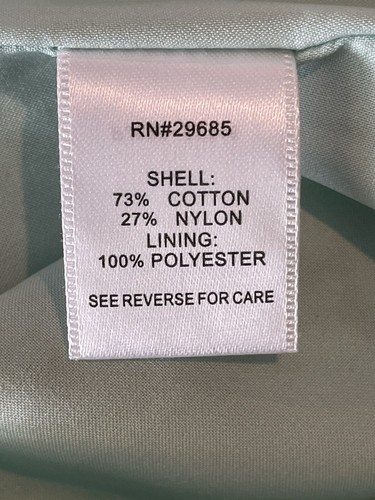 RN#29685
SHELL:
73% COTTON
27% NYLON
LINING:
100% POLYESTER
SEE REVERSE FOR CARE